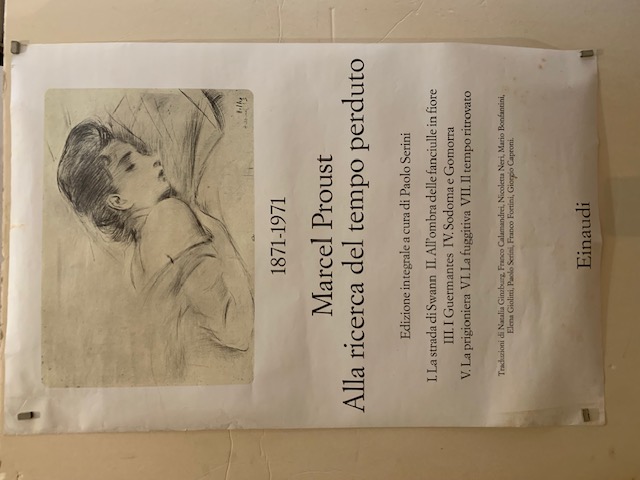 1871-1971
Marcel Proust
Alla ricerca del tempo perduto
Edizione integrale a cura di Paolo Serini
I. La strada di Swann II. All'ombra delle fanciulle in fiore
III. I Guermantes IV. Sodoma e Gomorra
V. La prigioniera VI. La fuggitiva VII. Il tempo ritrovato
Traduzioni di Natalia Ginzburg, Franco Calamandrei, Nicoletta Neri, Mario Bonfantini,
Elena Giolitti, Paolo Serini, Franco Fortini, Giorgio Caproni.
Einaudi